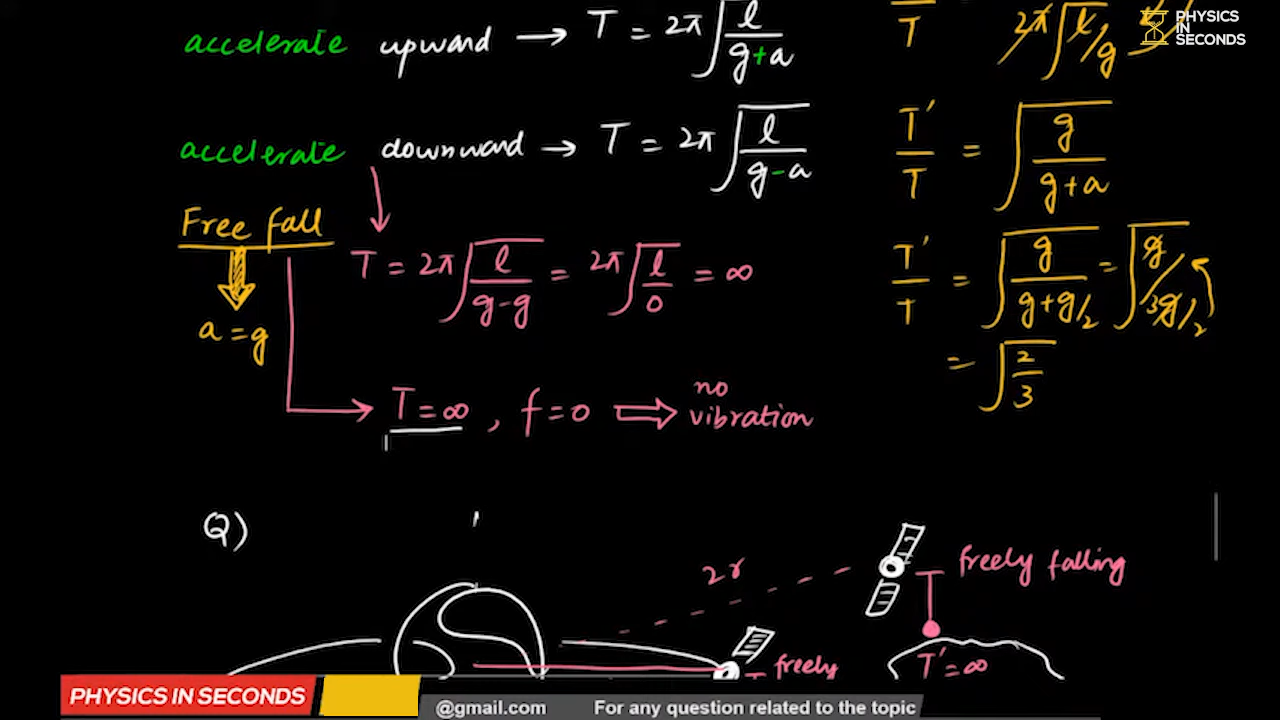 accelerate upward → T = 2π√(l/(g+a))
accelerate downward → T = 2π√(l/(g-a))
Free fall
a = g
T = 2π√(l/(g-g)) = 2π√(l/0) = ∞
T = ∞ , f = 0 ⇒ no vibration
T 2π√(l/g)
T'/T = √(g/(g+a))
T'/T = √(g/(g+g/2)) = √(g/(3g/2))
= √(2/3)
Q)
2r
freely falling
T' = ∞
freely
PHYSICS
IN
SECONDS
PHYSICS IN SECONDS
@gmail.com For any question related to the topic